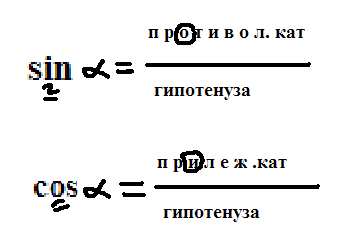 п р о т и в о л. кат
sin α =
гипотенуза
п р и л е ж .кат
cos α =
гипотенуза